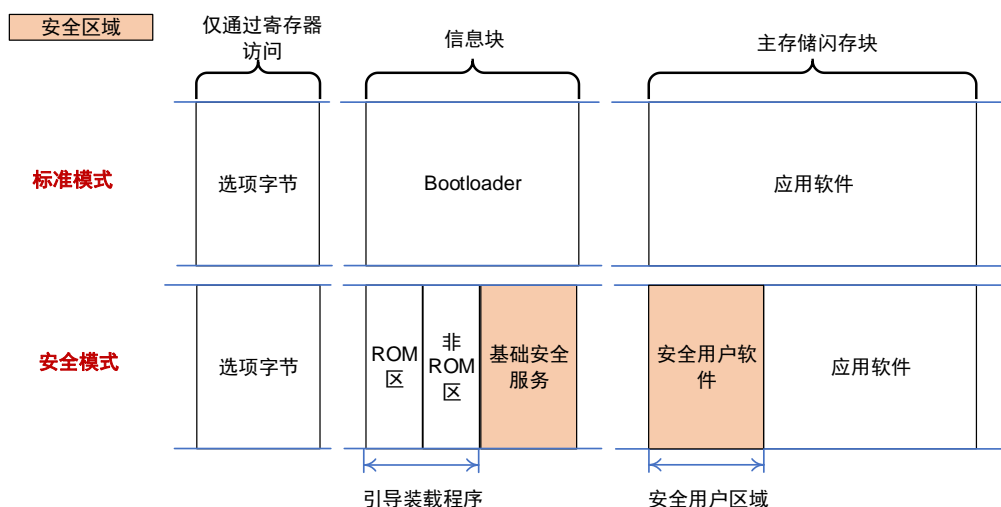 安全区域
仅通过寄存器
访问
信息块
主存储闪存块
标准模式
选项字节
Bootloader
应用软件
安全模式
选项字节
ROM
区
非
ROM
区
基础安全
服务
安全用户软
件
应用软件
引导装载程序
安全用户区域